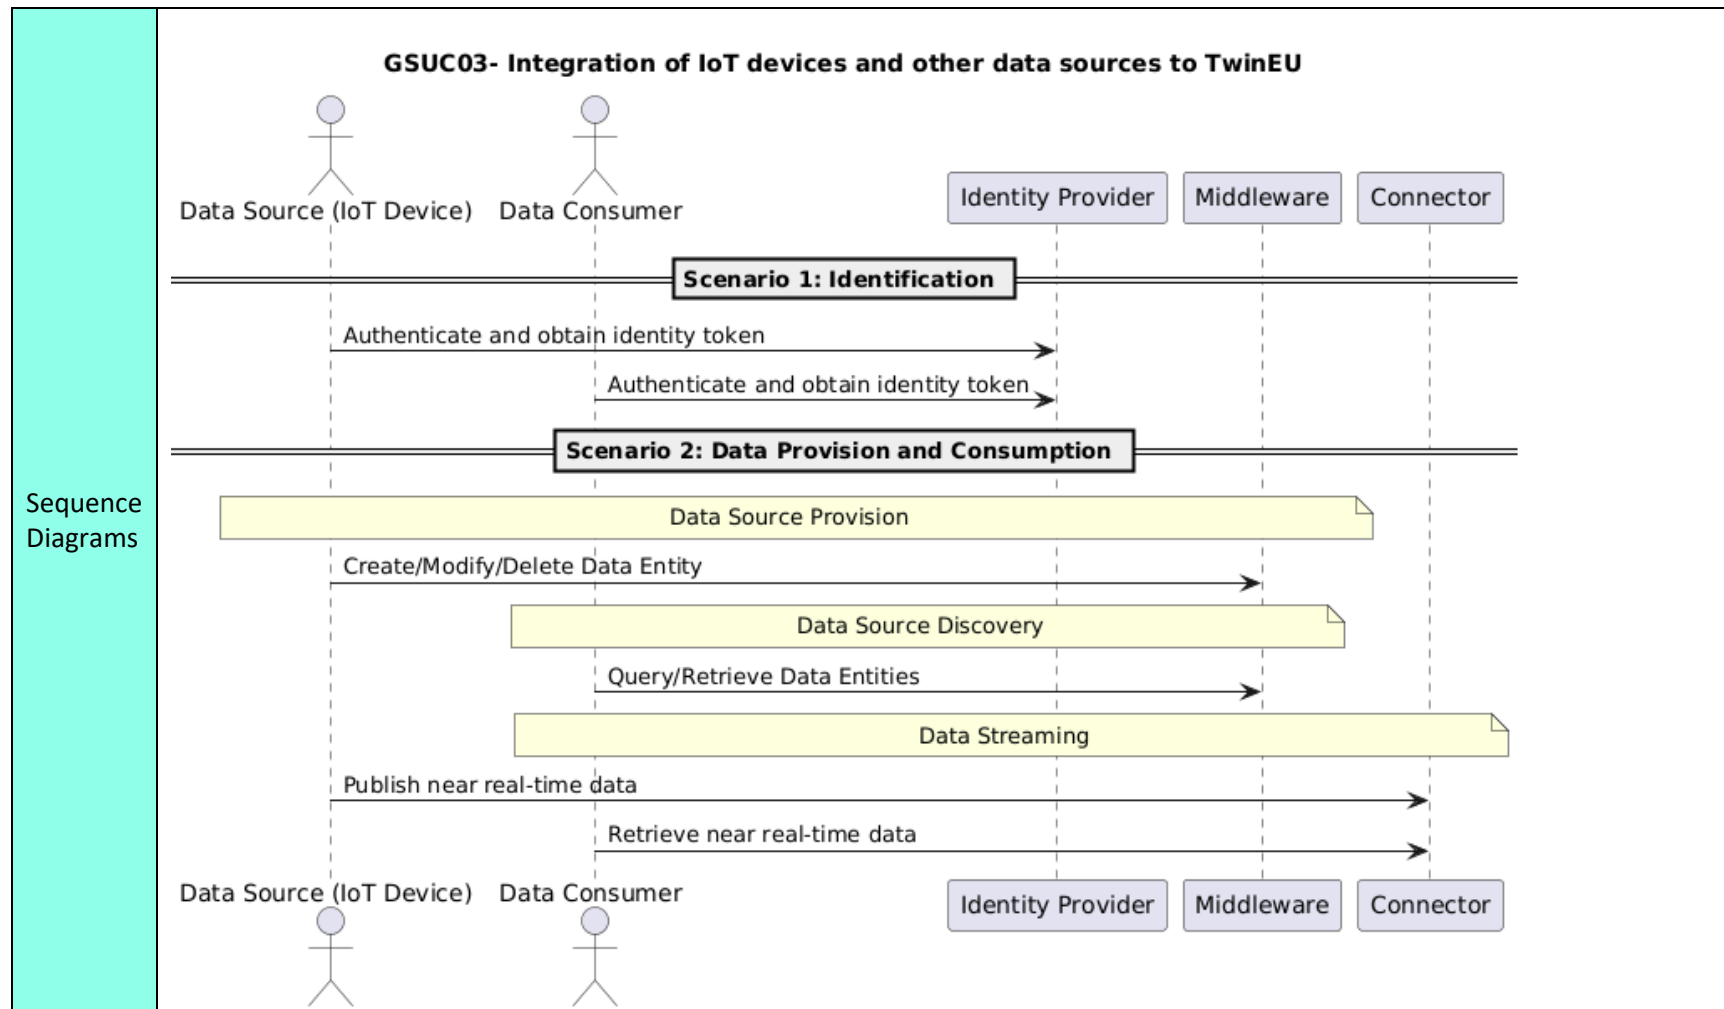 GSUC03- Integration of IoT devices and other data sources to TwinEU
Data Source (IoT Device)
Data Consumer
Identity Provider
Middleware
Connector
Scenario 1: Identification
Authenticate and obtain identity token
Authenticate and obtain identity token
Scenario 2: Data Provision and Consumption
Sequence
Diagrams
Data Source Provision
Create/Modify/Delete Data Entity
Data Source Discovery
Query/Retrieve Data Entities
Data Streaming
Publish near real-time data
Retrieve near real-time data
Data Source (IoT Device)
Data Consumer
Identity Provider
Middleware
Connector